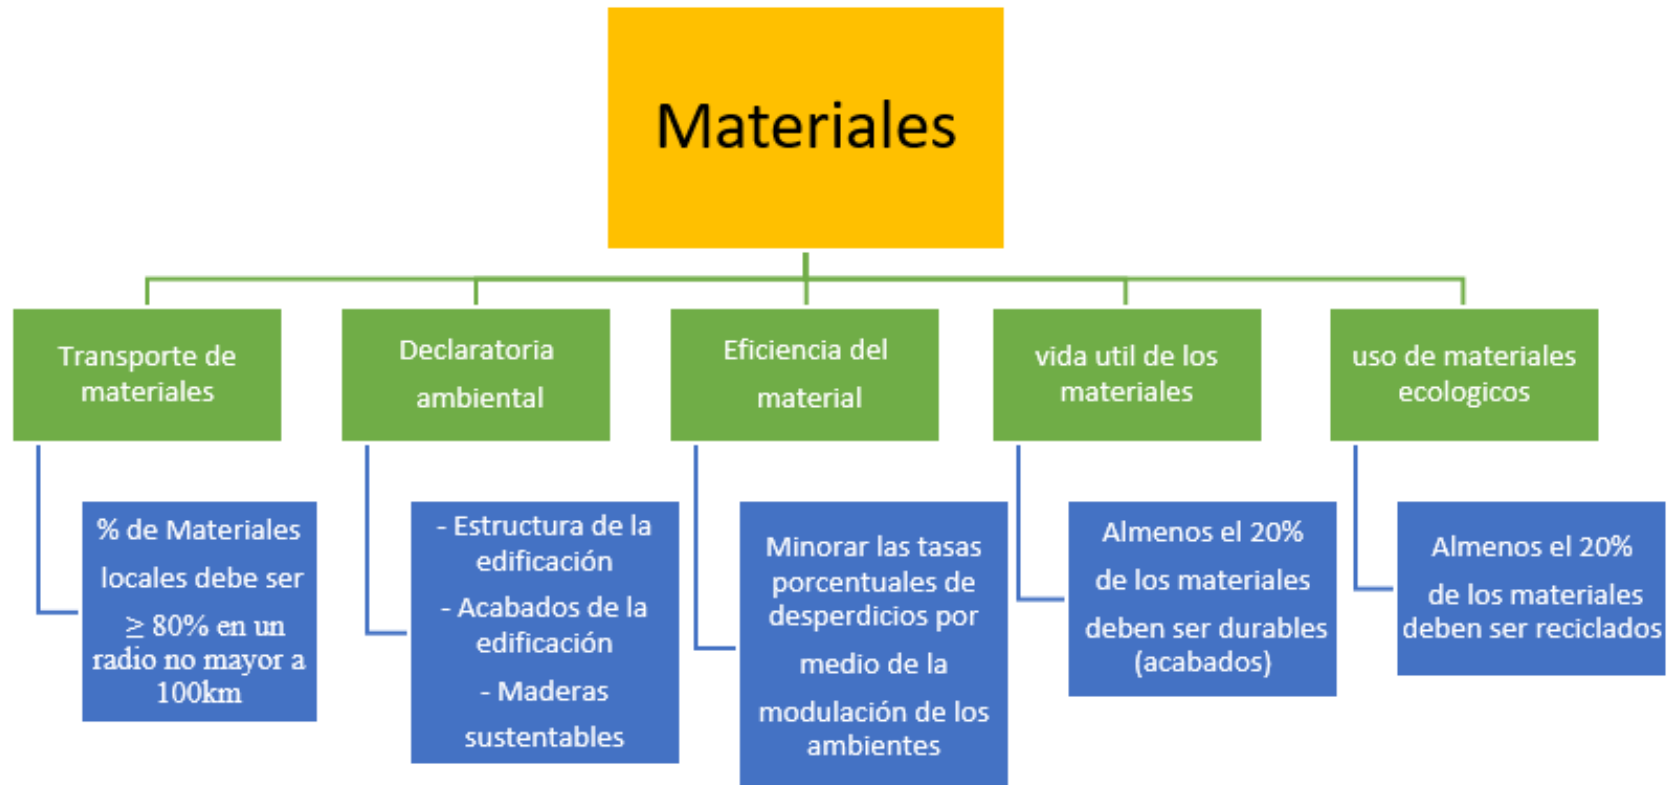 Materiales
Transporte de
materiales
Declaratoria
ambiental
Eficiencia del
material
vida util de los
materiales
uso de materiales
ecologicos
% de Materiales
locales debe ser
≥ 80% en un
radio no mayor a
100km
- Estructura de la
edificación
- Acabados de la
edificación
- Maderas
sustentables
Minorar las tasas
porcentuales de
desperdicios por
medio de la
modulación de los
ambientes
Almenos el 20%
de los materiales
deben ser durables
(acabados)
Almenos el 20%
de los materiales
deben ser reciclados